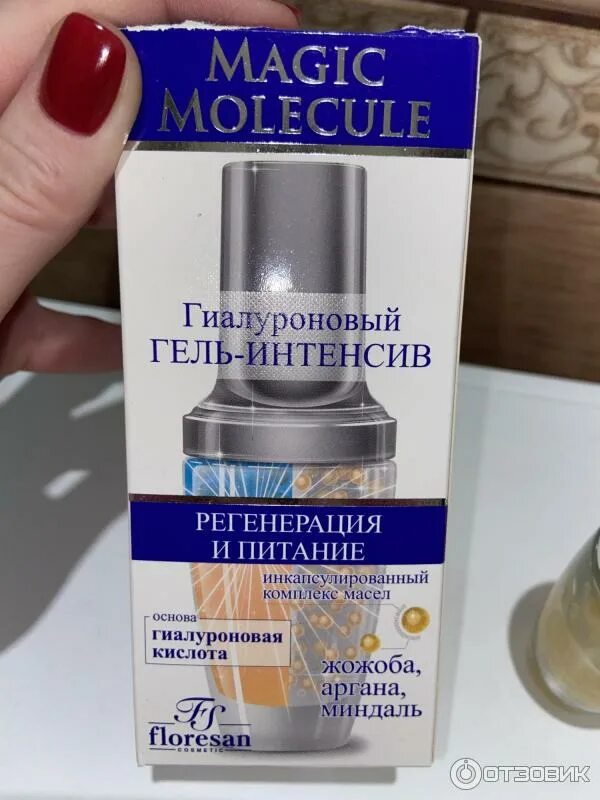 MAGIC
MOLECULE
Гиалуроновый
ГЕЛЬ-ИНТЕНСИВ
РЕГЕНЕРАЦИЯ
И ПИТАНИЕ
инкапсулированный
комплекс масел
основа
гиалуроновая
кислота
жожоба,
аргана,
миндаль
FS
floresan
COSMETIC
ОТЗОВИК